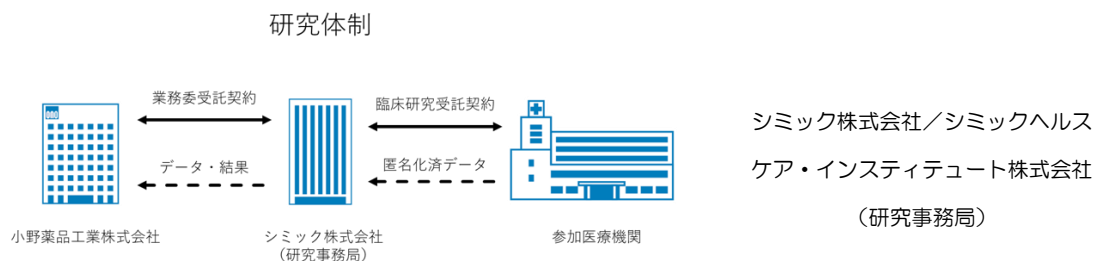 研究体制
業務委受託契約
臨床研究受託契約
データ・結果
匿名化済データ
小野薬品工業株式会社
シミック株式会社
（研究事務局）
参加医療機関
シミック株式会社／シミックヘルス
ケア・インスティテュート株式会社
（研究事務局）